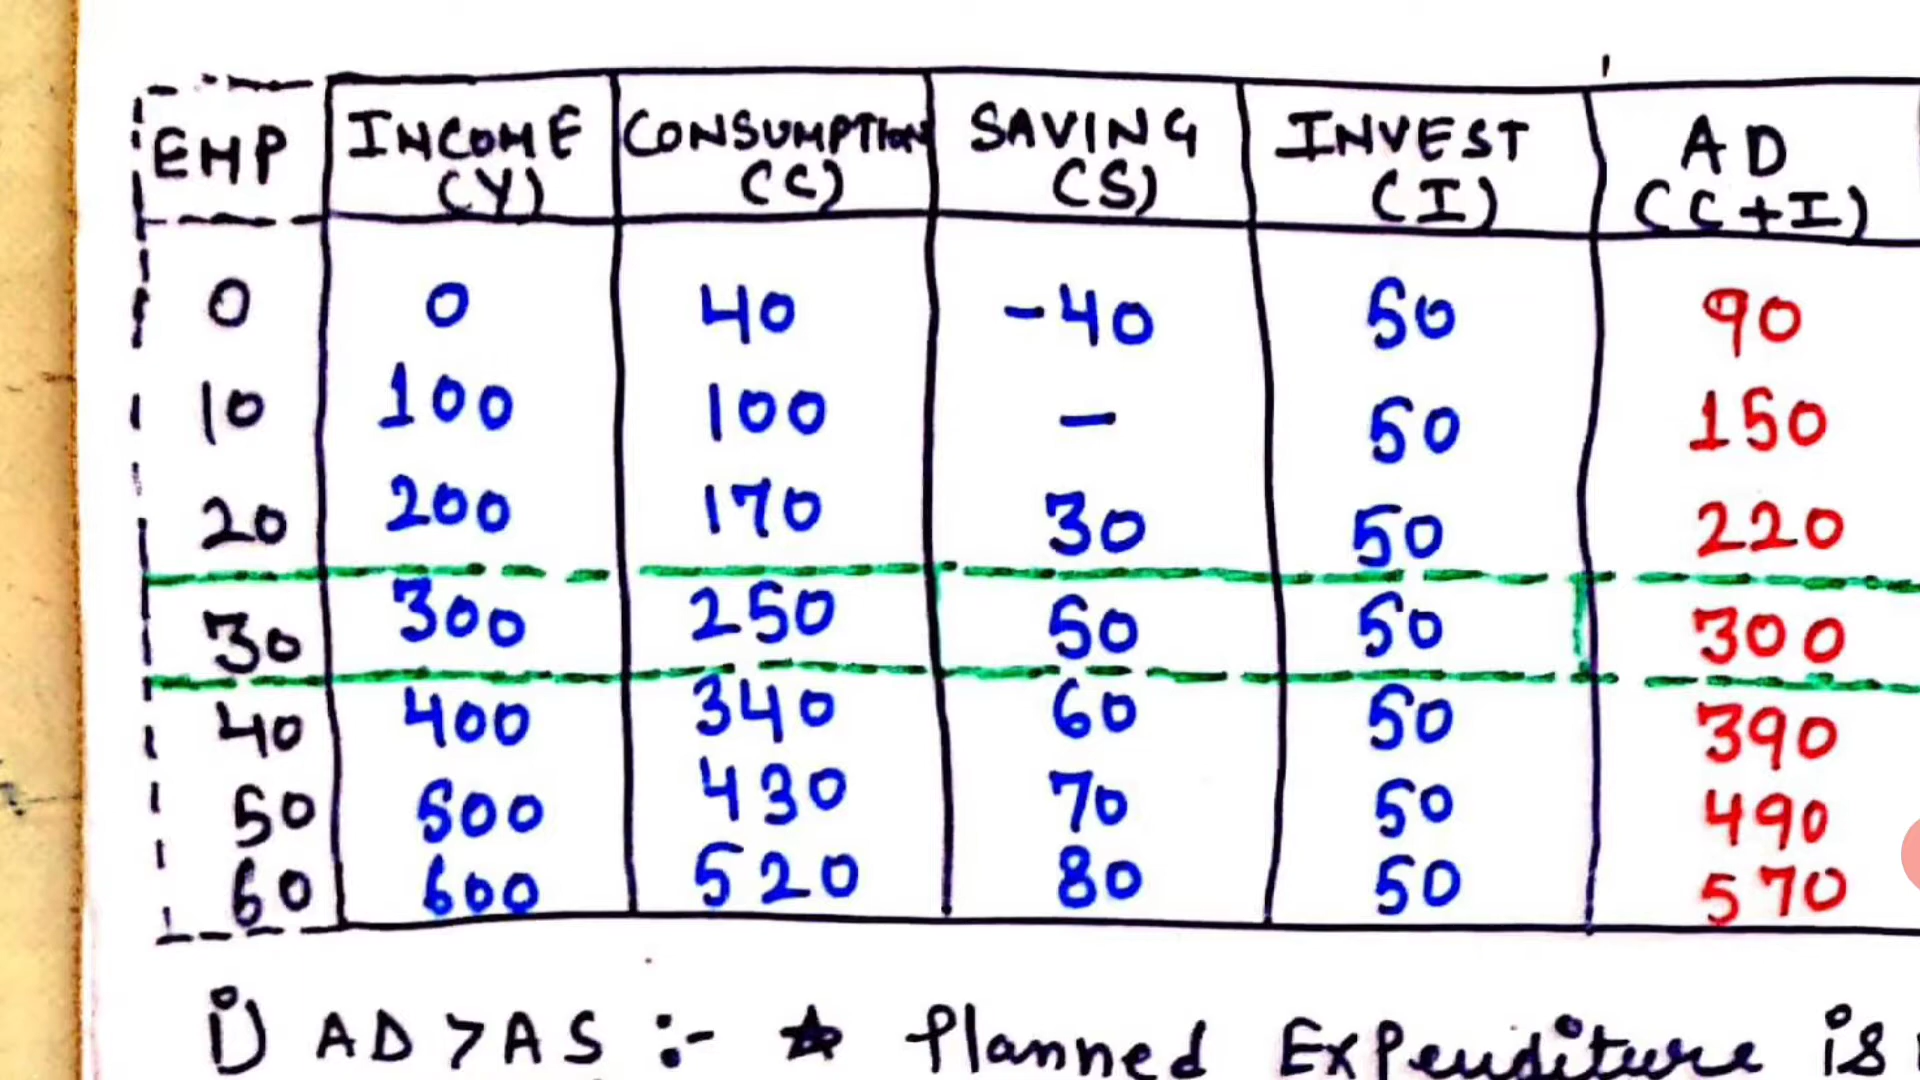 EMP INCOME (Y) CONSUMPTION (C) SAVING (S) INVEST (I) AD (C+I)
0 0 40 -40 50 90
10 100 100 — 50 150
20 200 170 30 50 220
30 300 250 50 50 300
40 400 340 60 50 390
50 500 430 70 50 490
60 600 520 80 50 570
i) AD > AS :- ★ Planned Expenditure is